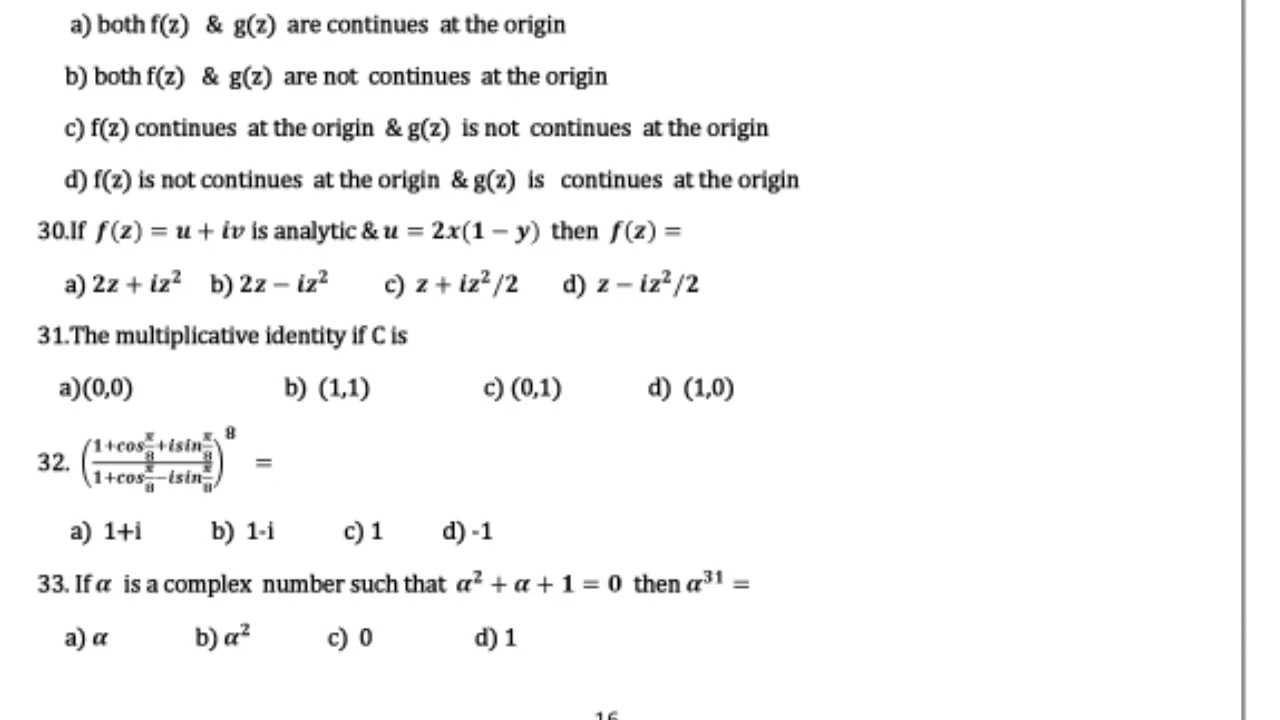 a) both f(z) & g(z) are continues at the origin
b) both f(z) & g(z) are not continues at the origin
c) f(z) continues at the origin & g(z) is not continues at the origin
d) f(z) is not continues at the origin & g(z) is continues at the origin
30.If f(z) = u + iv is analytic & u = 2x(1 − y) then f(z) =
a) 2z + iz² b) 2z − iz² c) z + iz²/2 d) z − iz²/2
31.The multiplicative identity if C is
a)(0,0) b) (1,1) c) (0,1) d) (1,0)
32. ((1+cos π/8 + isin π/8)/(1+cos π/8 − isin π/8))⁸ =
a) 1+i b) 1-i c) 1 d) -1
33. If α is a complex number such that α² + α + 1 = 0 then α³¹ =
a) α b) α² c) 0 d) 1
16